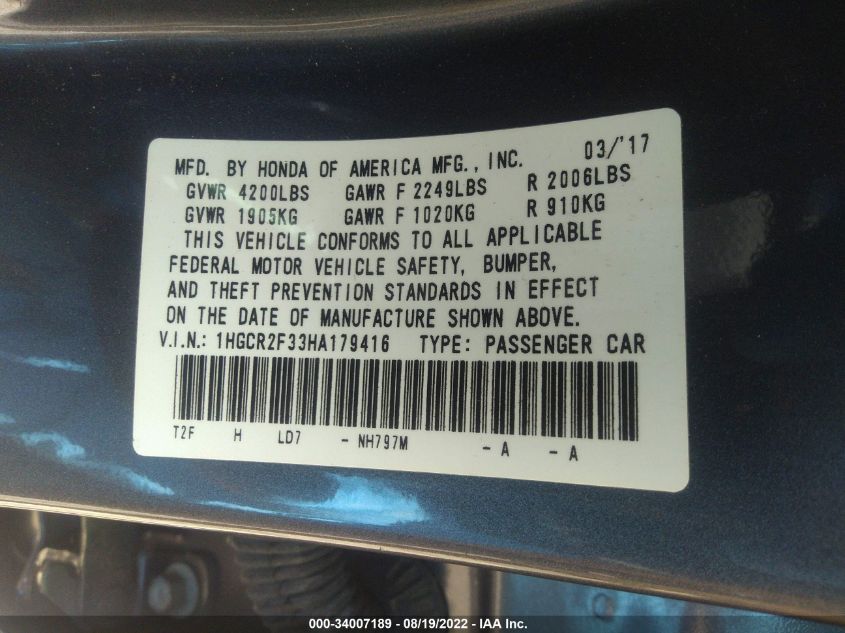 MFD. BY HONDA OF AMERICA MFG., INC. 03/'17
GVWR 4200LBS GAWR F 2249LBS R 2006LBS
GVWR 1905KG GAWR F 1020KG R 910KG
THIS VEHICLE CONFORMS TO ALL APPLICABLE
FEDERAL MOTOR VEHICLE SAFETY, BUMPER,
AND THEFT PREVENTION STANDARDS IN EFFECT
ON THE DATE OF MANUFACTURE SHOWN ABOVE.
V.I.N.: 1HGCR2F33HA179416 TYPE: PASSENGER CAR
T2F H LD7 - NH797M - A - A
000-34007189 - 08/19/2022 - IAA Inc.